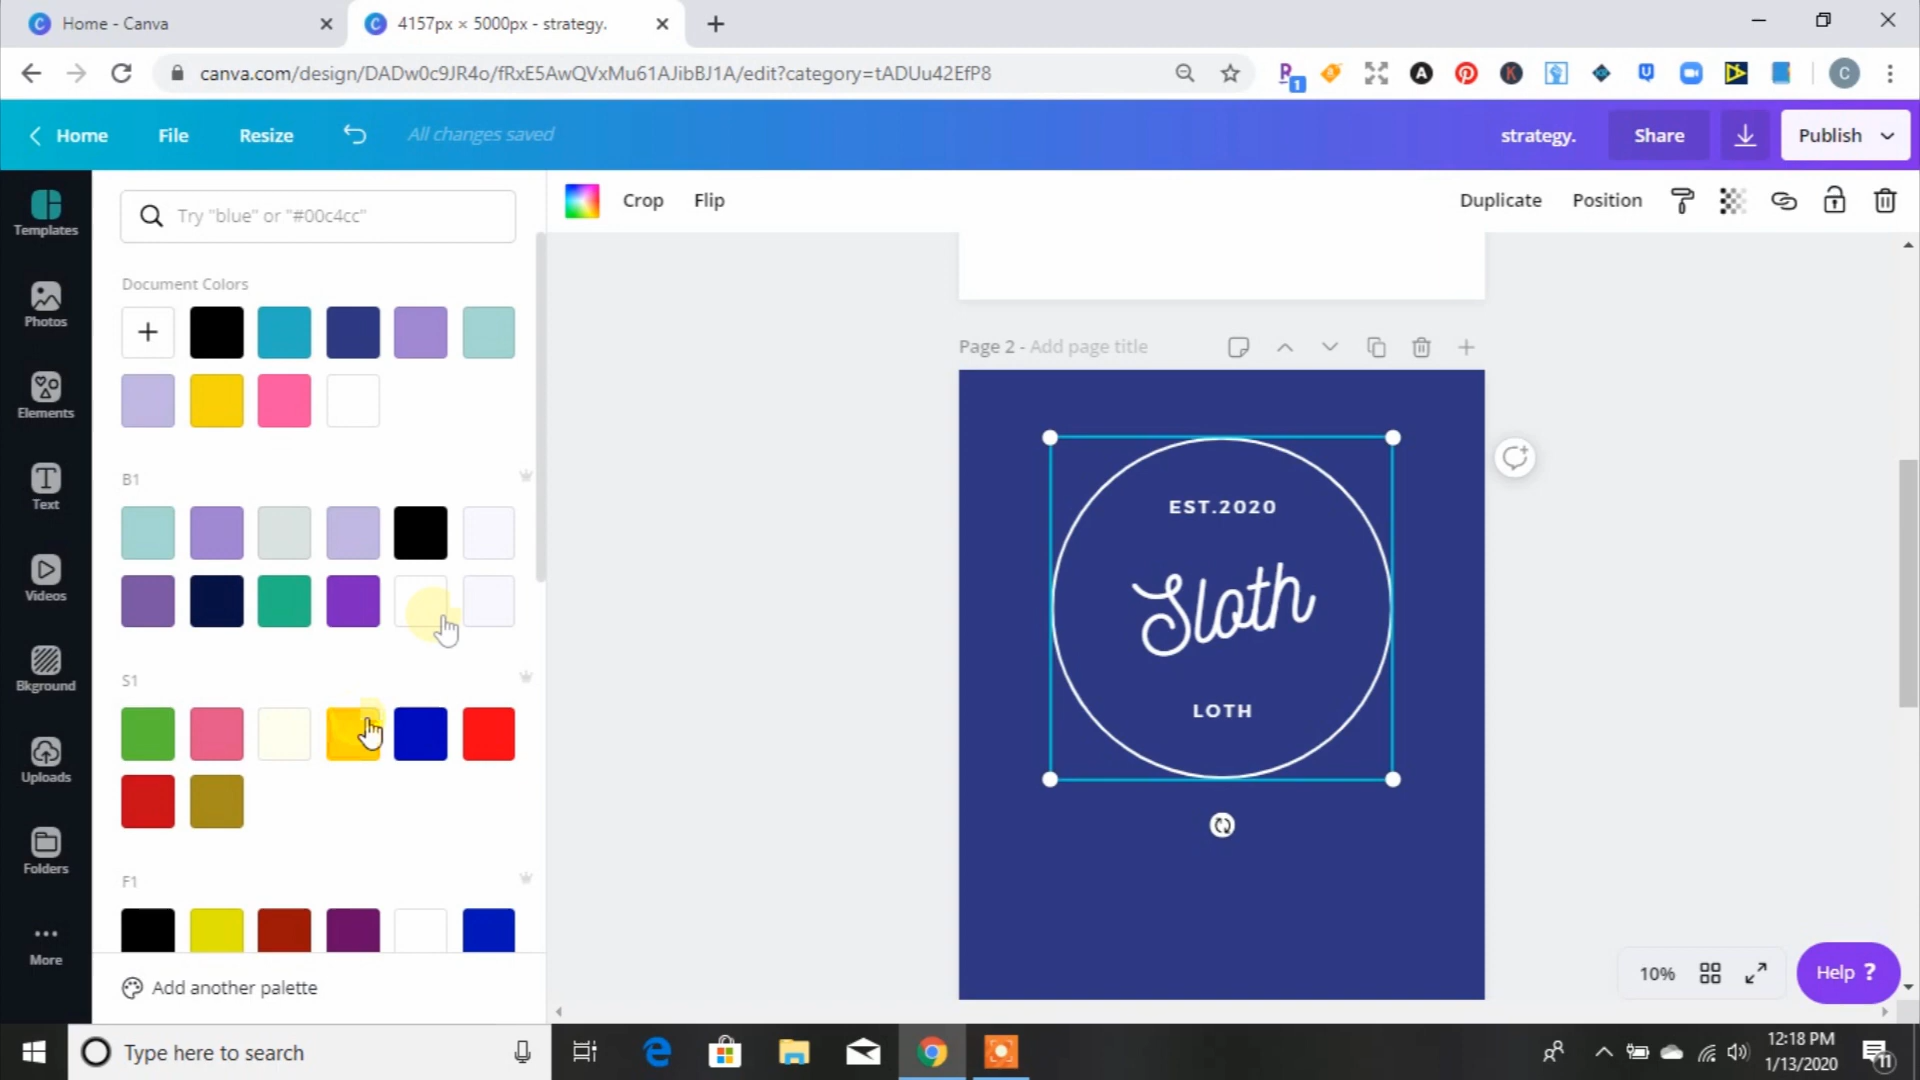 Home - Canva
4157px × 5000px - strategy.
canva.com/design/DADw0c9JR4o/fRxE5AwQVxMu61AJibBJ1A/edit?category=tADUu42EfP8
Home
File
Resize
All changes saved
strategy.
Share
Publish
Templates
Photos
Elements
Text
Videos
Bkground
Uploads
Folders
More
Try "blue" or "#00c4cc"
Document Colors
B1
S1
F1
Add another palette
Crop
Flip
Duplicate
Position
Page 2 - Add page title
EST.2020
Sloth
LOTH
10%
Help ?
Type here to search
12:18 PM
1/13/2020
11